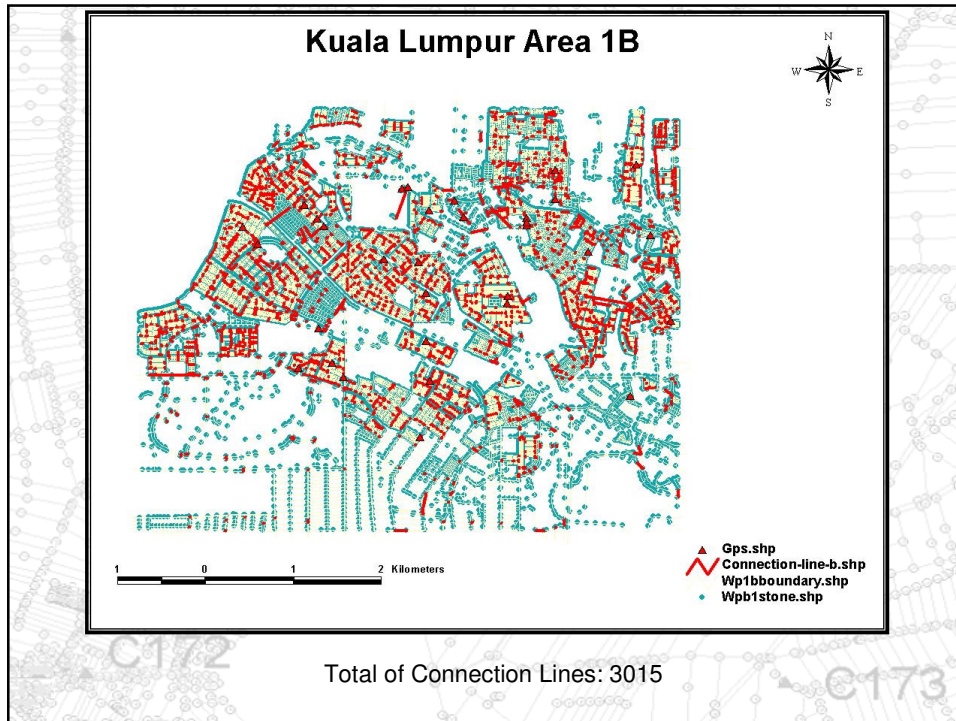 Kuala Lumpur Area 1B
N
W E
S
1 0 1 2 Kilometers
Gps.shp
Connection-line-b.shp
Wp1bboundary.shp
Wpb1stone.shp
C172
C173
Total of Connection Lines: 3015